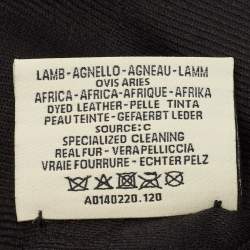 LAMB-AGNELLO-AGNEAU-LAMM
OVIS ARIES
AFRICA-AFRICA-AFRIQUE-AFRIKA
DYED LEATHER-PELLE TINTA
PEAU TEINTE-GEFAERBT LEDER
SOURCE:C
SPECIALIZED CLEANING
REAL FUR-VERA PELLICCIA
VRAIE FOURRURE-ECHTER PELZ
A0140220.120